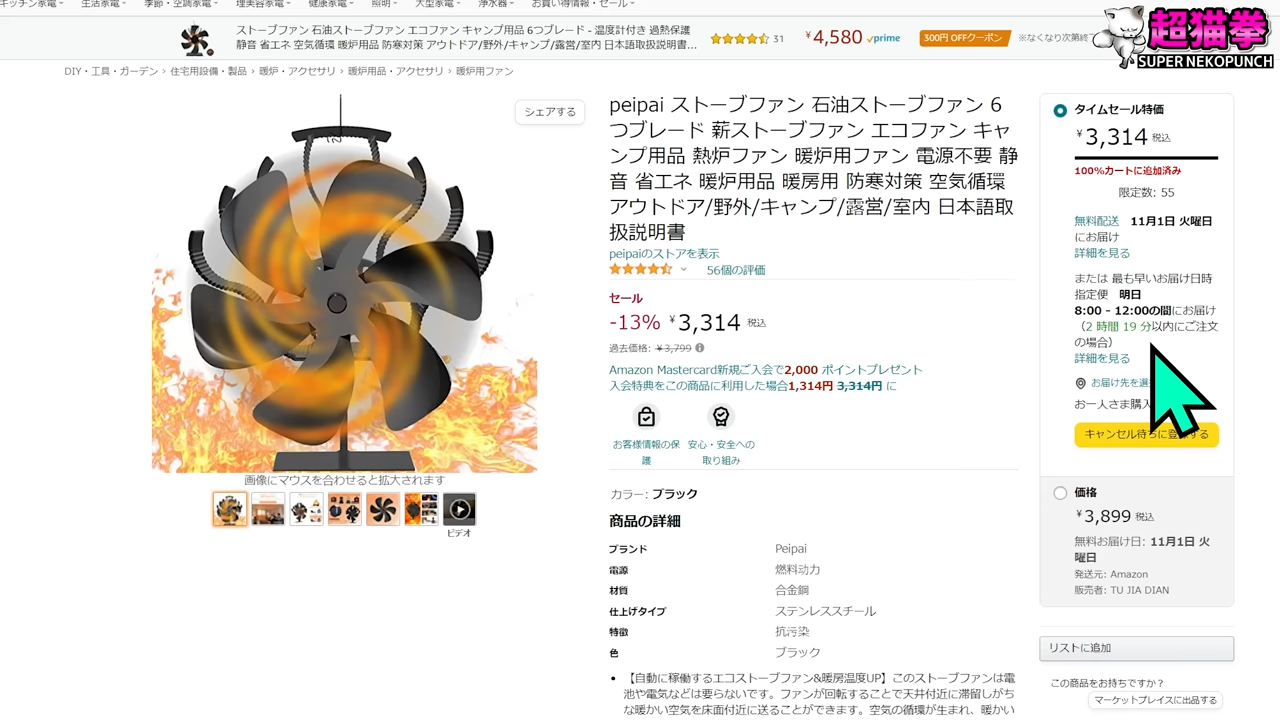 キッチン家電 生活家電 季節・空調家電 理美容家電 健康家電 照明 大型家電 浄水器 お買い得情報・セール
ストーブファン 石油ストーブファン エコファン キャンプ用品 6つブレード - 温度計付き 過熱保護
静音 省エネ 空気循環 暖炉用品 防寒対策 アウトドア/野外/キャンプ/露営/室内 日本語取扱説明書...
31
¥4,580 prime
300円 OFFクーポン
※なくなり次第終了
超猫拳
SUPER NEKOPUNCH
DIY・工具・ガーデン › 住宅用設備・製品 › 暖炉・アクセサリ › 暖炉用品・アクセサリ › 暖炉用ファン
シェアする
画像にマウスを合わせると拡大されます
ビデオ
peipai ストーブファン 石油ストーブファン 6
つブレード 薪ストーブファン エコファン キャ
ンプ用品 熱炉ファン 暖炉用ファン 電源不要 静
音 省エネ 暖炉用品 暖房用 防寒対策 空気循環
アウトドア/野外/キャンプ/露営/室内 日本語取
扱説明書
peipaiのストアを表示
56個の評価
セール
-13% ¥3,314 税込
過去価格: ¥3,799
Amazon Mastercard新規ご入会で2,000 ポイントプレゼント
入会特典をこの商品に利用した場合1,314円 3,314円 に
お客様情報の保
護
安心・安全への
取り組み
カラー: ブラック
商品の詳細
ブランド Peipai
電源 燃料动力
材質 合金鋼
仕上げタイプ ステンレススチール
特徴 抗污染
色 ブラック
• 【自動に稼働するエコストーブファン&暖房温度UP】このストーブファンは電
池や電気などは要らないです。ファンが回転することで天井付近に滞留しがち
な暖かい空気を床面付近に送ることができます。空気の循環が生まれ、暖かい
タイムセール特価
¥3,314 税込
100%カートに追加済み
限定数: 55
無料配送 11月1日 火曜日
にお届け
詳細を見る
または 最も早いお届け日時
指定便 明日
8:00 - 12:00の間にお届け
(2 時間 19 分以内にご注文
の場合)
詳細を見る
お届け先を選
お一人さま購入
キャンセル待ちに登録する
価格
¥3,899 税込
無料お届け日: 11月1日 火
曜日
発送元: Amazon
販売者: TU JIA DIAN
リストに追加
この商品をお持ちですか?
マーケットプレイスに出品する